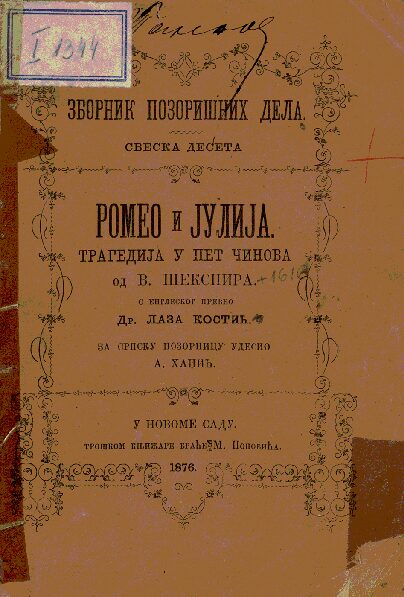 I 1344
ЗБОРНИК ПОЗОРИШНИХ ДЕЛА.
СВЕСКА ДЕСЕТА
РОМЕО И ЈУЛИЈА.
ТРАГЕДИЈА У ПЕТ ЧИНОВА
од В. ШЕКСПИРА.
С ЕНГЛЕСКОГ ПРЕВЕО
Др. ЛАЗА КОСТИЋ.
ЗА СРПСКУ ПОЗОРНИЦУ УДЕСИО
А. ХАЏИЋ.
У НОВОМЕ САДУ.
ТРОШКОМ КЊИЖАРЕ БРАЋЕ М. ПОПОВИЋА.
1876.